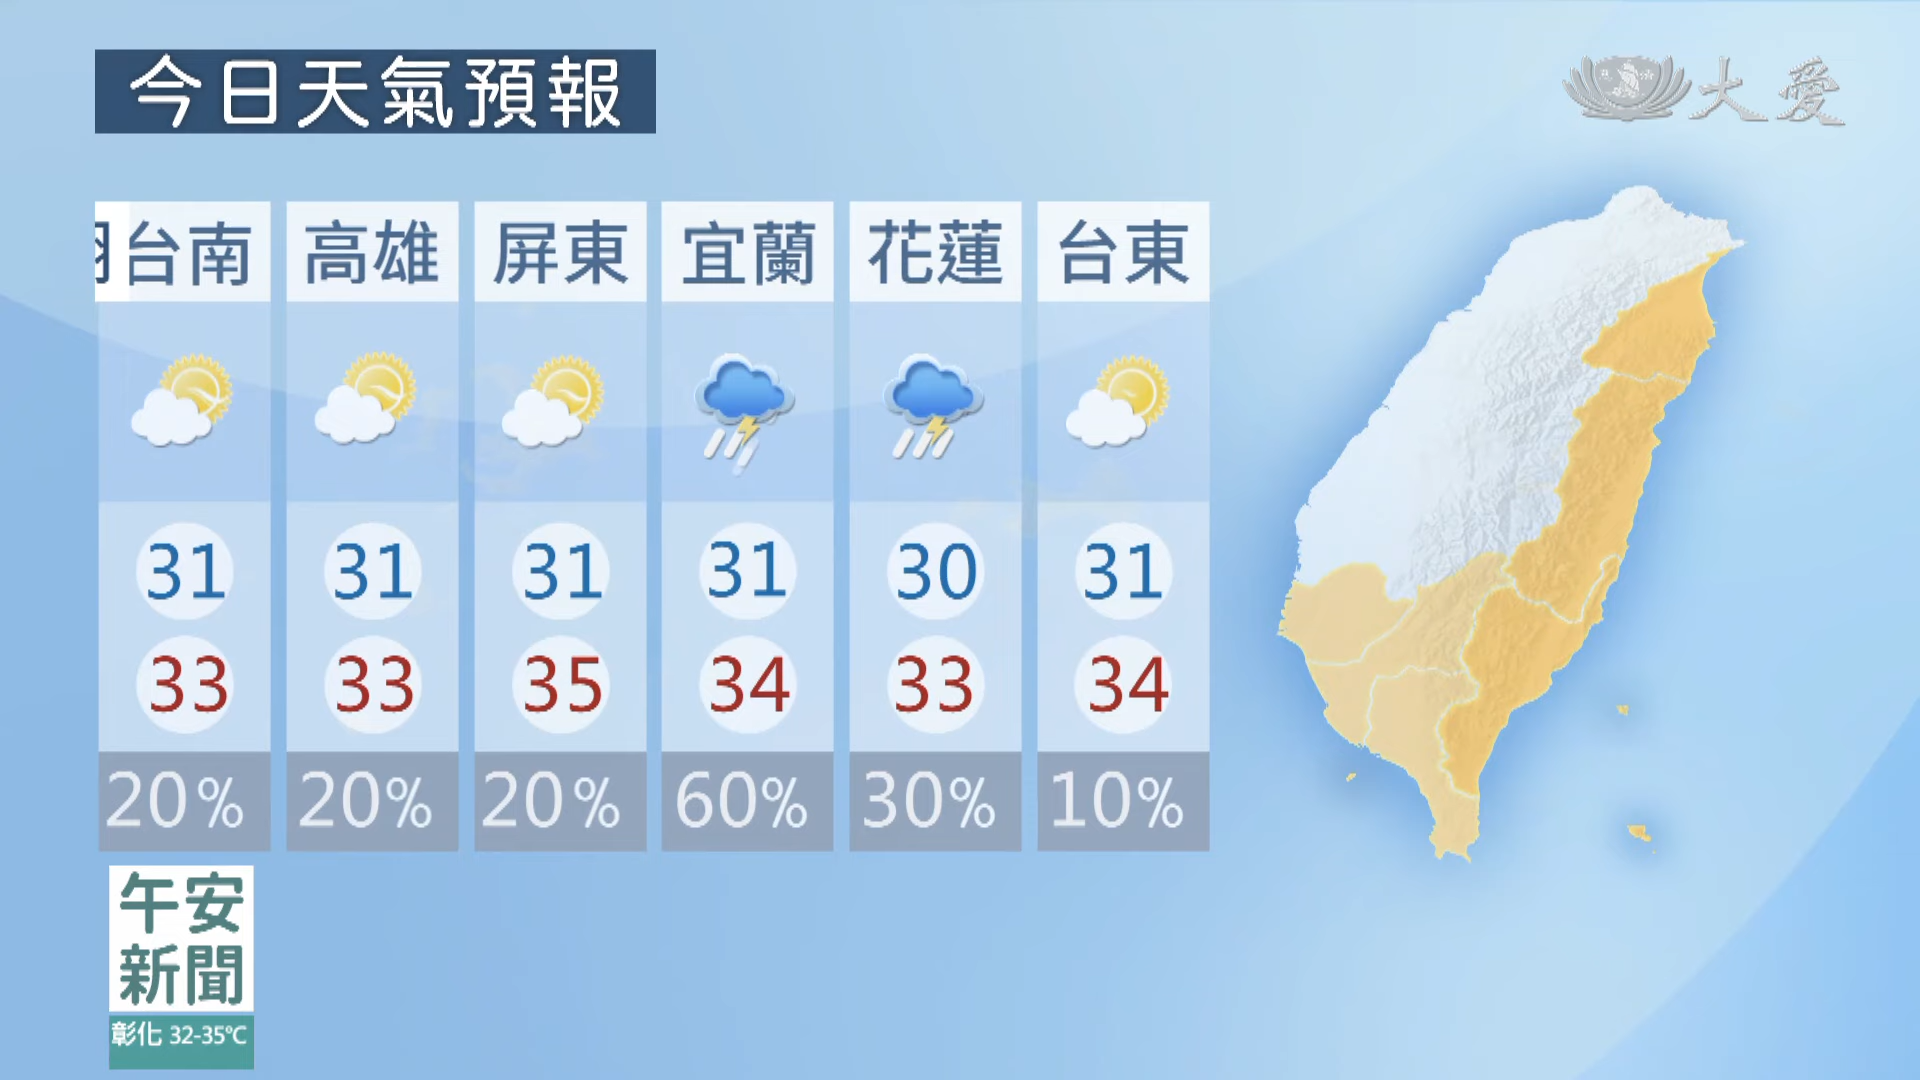 今日天氣預報
大愛
台南 高雄 屏東 宜蘭 花蓮 台東
31 31 31 31 30 31
33 33 35 34 33 34
20% 20% 20% 60% 30% 10%
午安
新聞
彰化 32-35℃